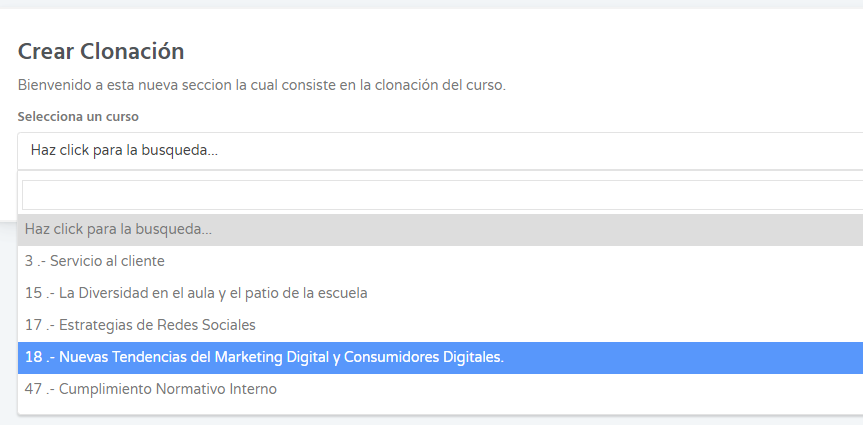 Crear Clonación
Bienvenido a esta nueva seccion la cual consiste en la clonación del curso.
Selecciona un curso
Haz click para la busqueda...
Haz click para la busqueda...
3 .- Servicio al cliente
15 .- La Diversidad en el aula y el patio de la escuela
17 .- Estrategias de Redes Sociales
18 .- Nuevas Tendencias del Marketing Digital y Consumidores Digitales.
47 .- Cumplimiento Normativo Interno